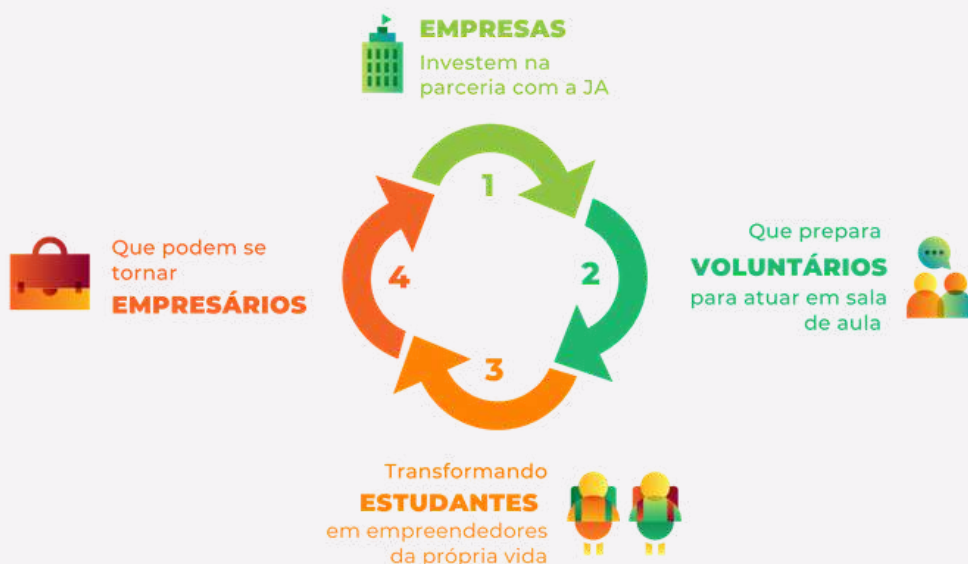 EMPRESAS
Investem na
parceria com a JA
1
Que prepara
VOLUNTÁRIOS
para atuar em sala
de aula
2
3
Transformando
ESTUDANTES
em empreendedores
da própria vida
4
Que podem se
tornar
EMPRESÁRIOS